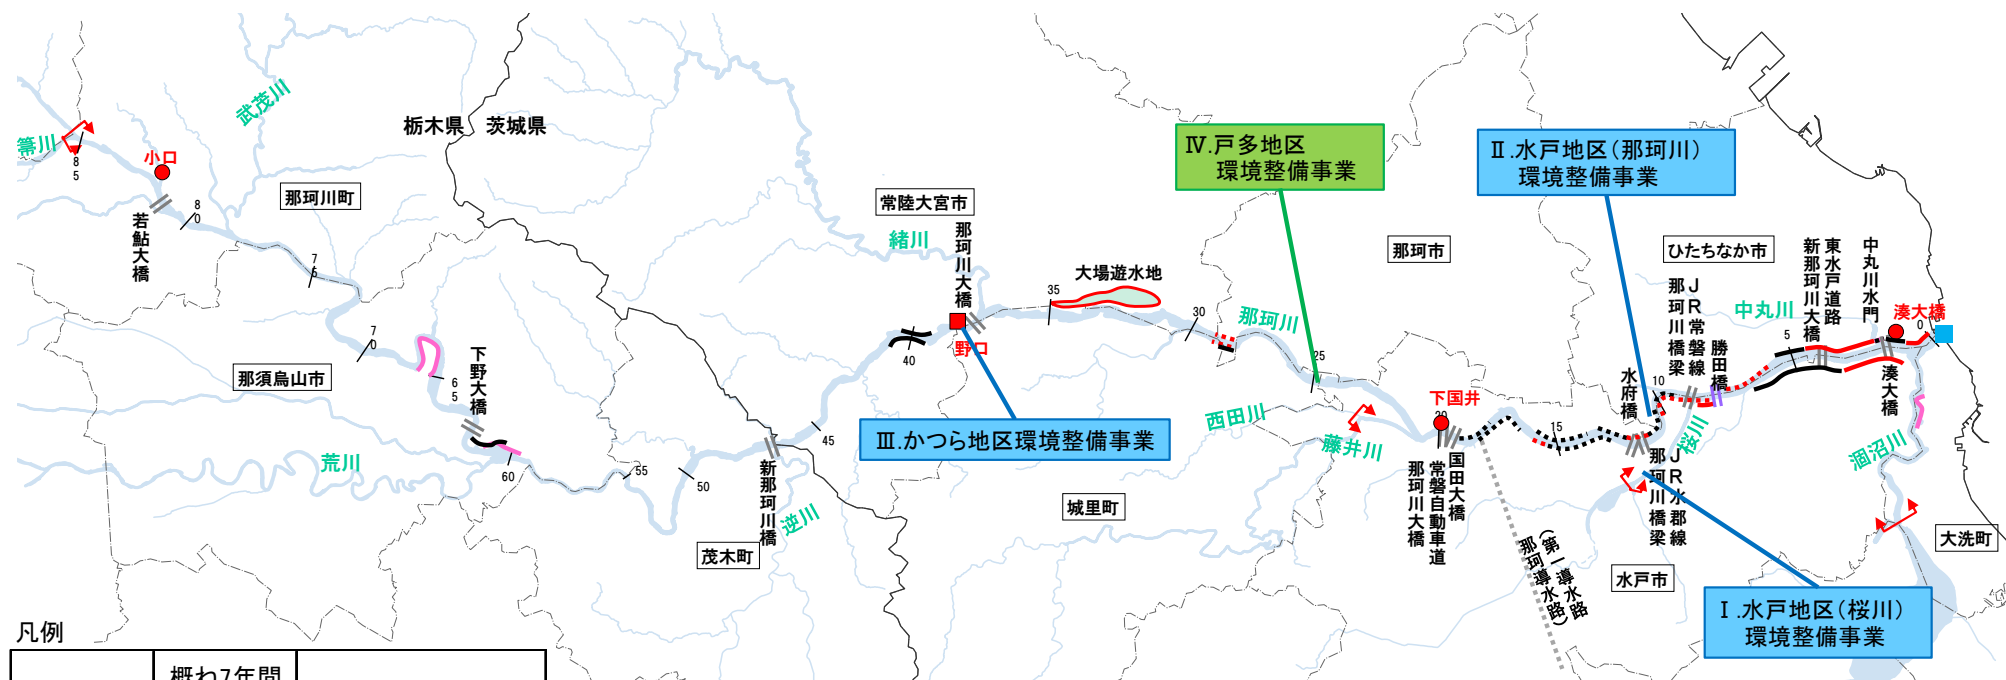 箒川
85
小口
若鮎大橋
80
武茂川
那珂川町
75
栃木県
茨城県
70
那須烏山市
65
下野大橋
荒川
60
55
50
茂木町
新那珂川橋
逆川
45
40
常陸大宮市
緒川
那珂川大橋
野口
35
大場遊水地
30
Ⅲ.かつら地区環境整備事業
Ⅳ.戸多地区
環境整備事業
那珂川
25
那珂市
西田川
藤井川
城里町
下国井
20
国田大橋
常磐自動車道
那珂川大橋
那珂導水路
(第一導水路)
15
Ⅱ.水戸地区(那珂川)
環境整備事業
水府橋
10
桜川
JR水郡線
那珂川橋梁
水戸市
Ⅰ.水戸地区(桜川)
環境整備事業
ひたちなか市
JR常磐線
那珂川橋梁
勝田橋
中丸川
5
東水戸道路
新那珂川大橋
中丸川水門
湊大橋
0
湊大橋
涸沼川
大洗町
凡例
概ね7年間